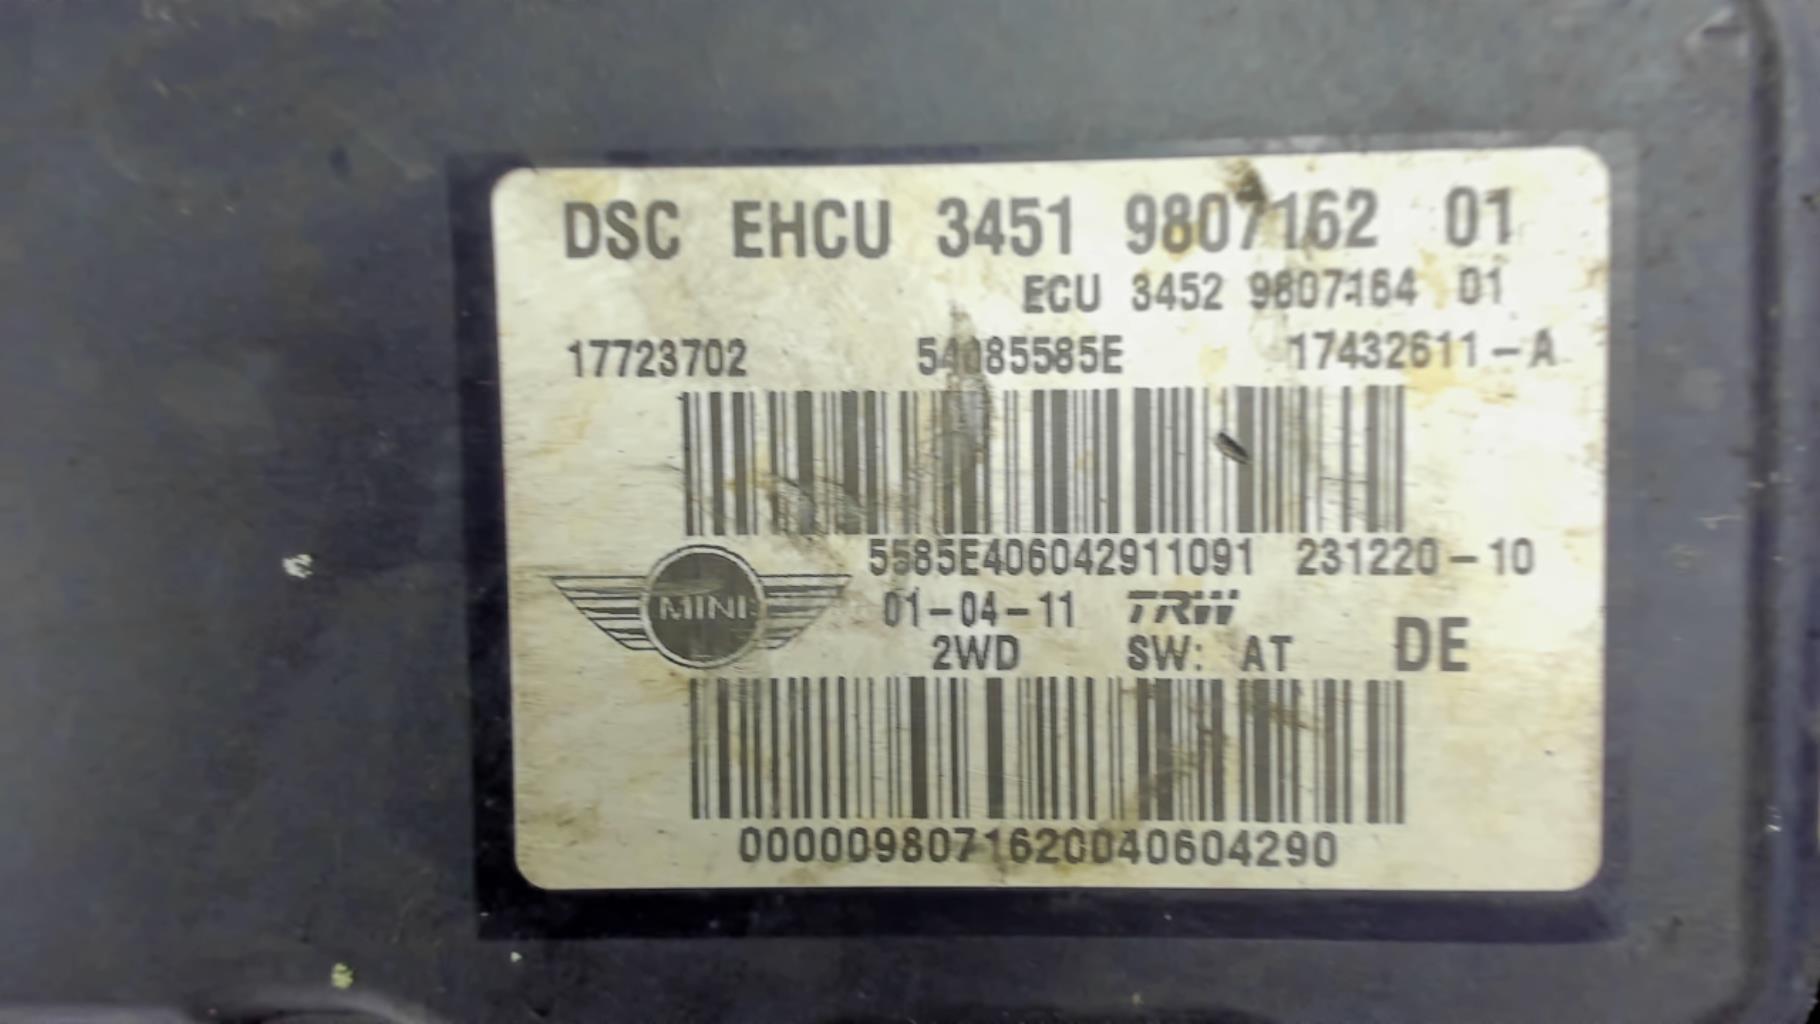 DSC EHCU 3451 9807162 01
ECU 3452 9807164 01
17723702 54085585E 17432611-A
5585E406042911091 231220-10
MINI
01-04-11 TRW
2WD SW: AT DE
0000098071620040604290